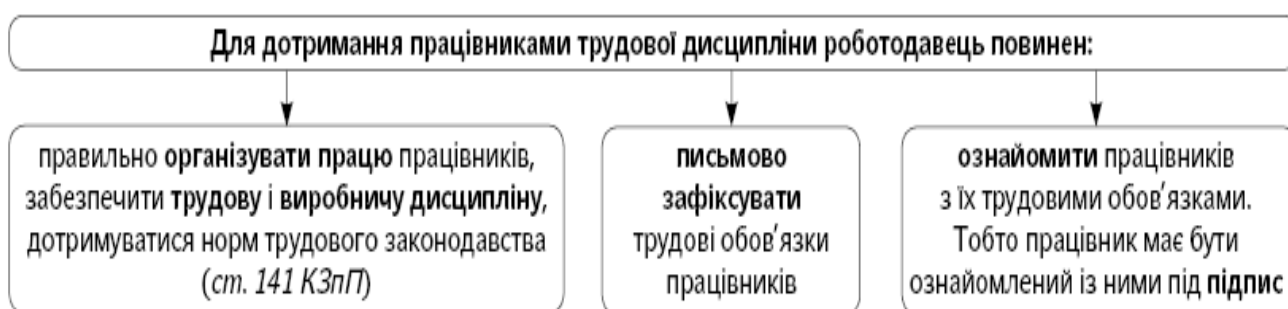 Для дотримання працівниками трудової дисципліни роботодавець повинен:
правильно організувати працю працівників,
забезпечити трудову і виробничу дисципліну,
дотримуватися норм трудового законодавства
(ст. 141 КЗпП)
письмово
зафіксувати
трудові обов'язки
працівників
ознайомити працівників
з їх трудовими обов'язками.
Тобто працівник має бути
ознайомлений із ними під підпис